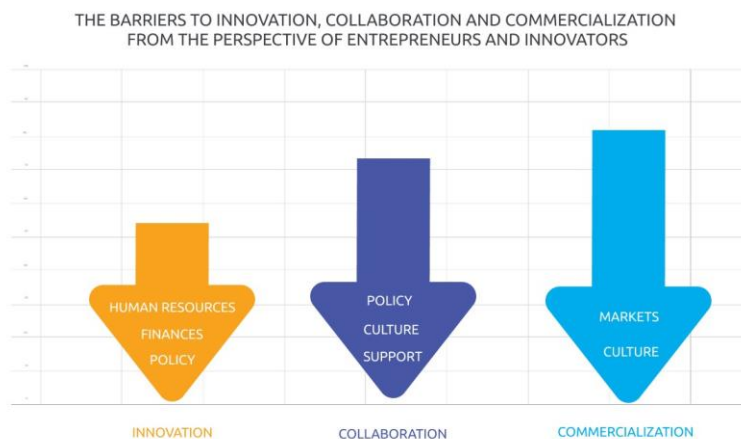 THE BARRIERS TO INNOVATION, COLLABORATION AND COMMERCIALIZATION
FROM THE PERSPECTIVE OF ENTREPRENEURS AND INNOVATORS
HUMAN RESOURCES
FINANCES
POLICY
POLICY
CULTURE
SUPPORT
MARKETS
CULTURE
INNOVATION
COLLABORATION
COMMERCIALIZATION